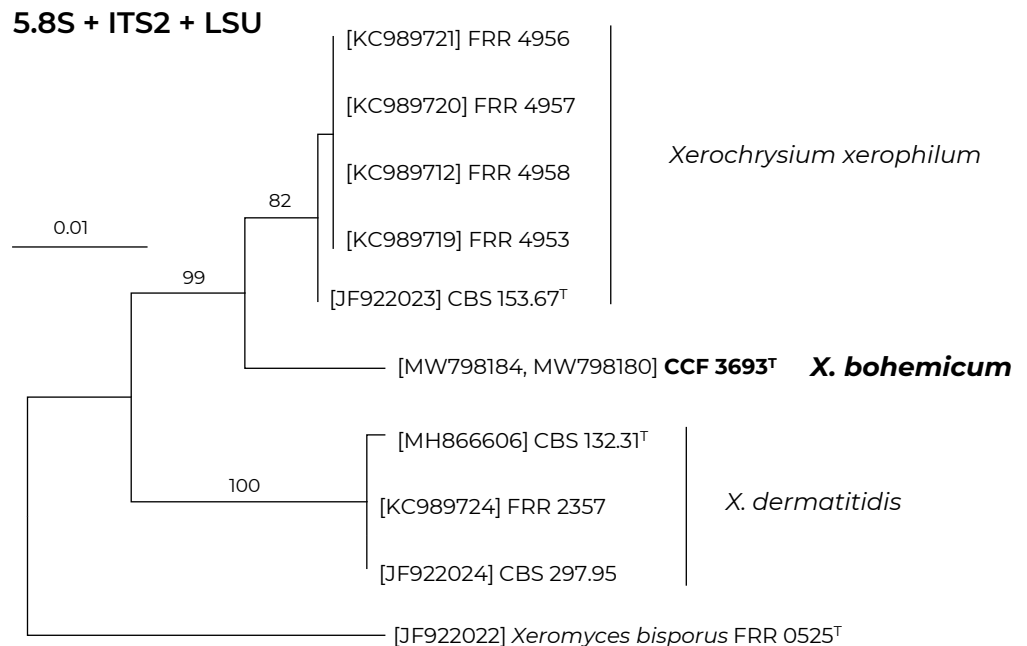 5.8S + ITS2 + LSU
[KC989721] FRR 4956
[KC989720] FRR 4957
Xerochrysium xerophilum
[KC989712] FRR 4958
82
0.01
[KC989719] FRR 4953
99
[JF922023] CBS 153.67ᵀ
[MW798184, MW798180] CCF 3693ᵀ X. bohemicum
[MH866606] CBS 132.31ᵀ
100
[KC989724] FRR 2357
X. dermatitidis
[JF922024] CBS 297.95
[JF922022] Xeromyces bisporus FRR 0525ᵀ